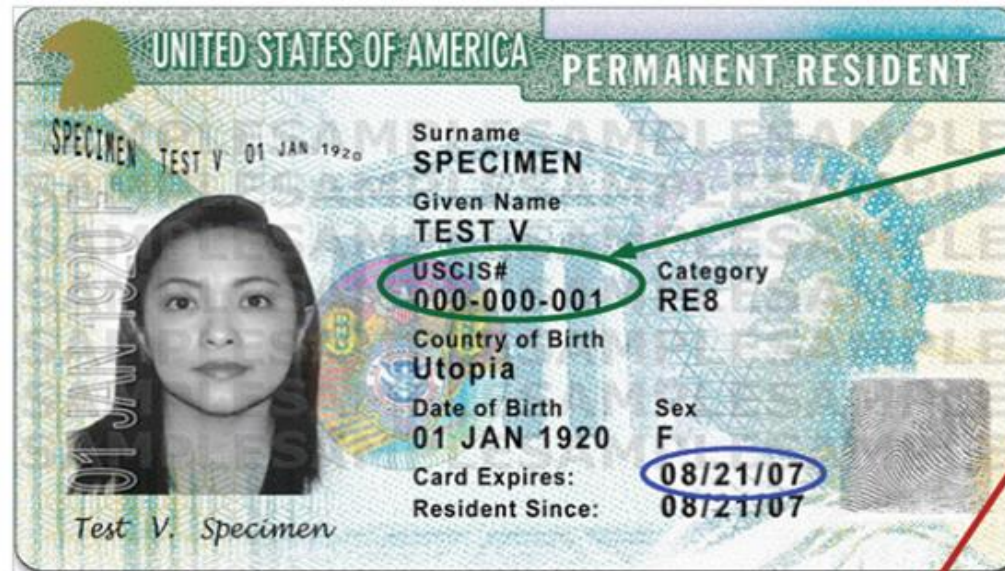 UNITED STATES OF AMERICA
PERMANENT RESIDENT
SPECIMEN TEST V 01 JAN 1920
Surname
SPECIMEN
Given Name
TEST V
USCIS# Category
000-000-001 RE8
Country of Birth
Utopia
Date of Birth Sex
01 JAN 1920 F
Card Expires: 08/21/07
Resident Since: 08/21/07
01 JAN 1920
Test V. Specimen